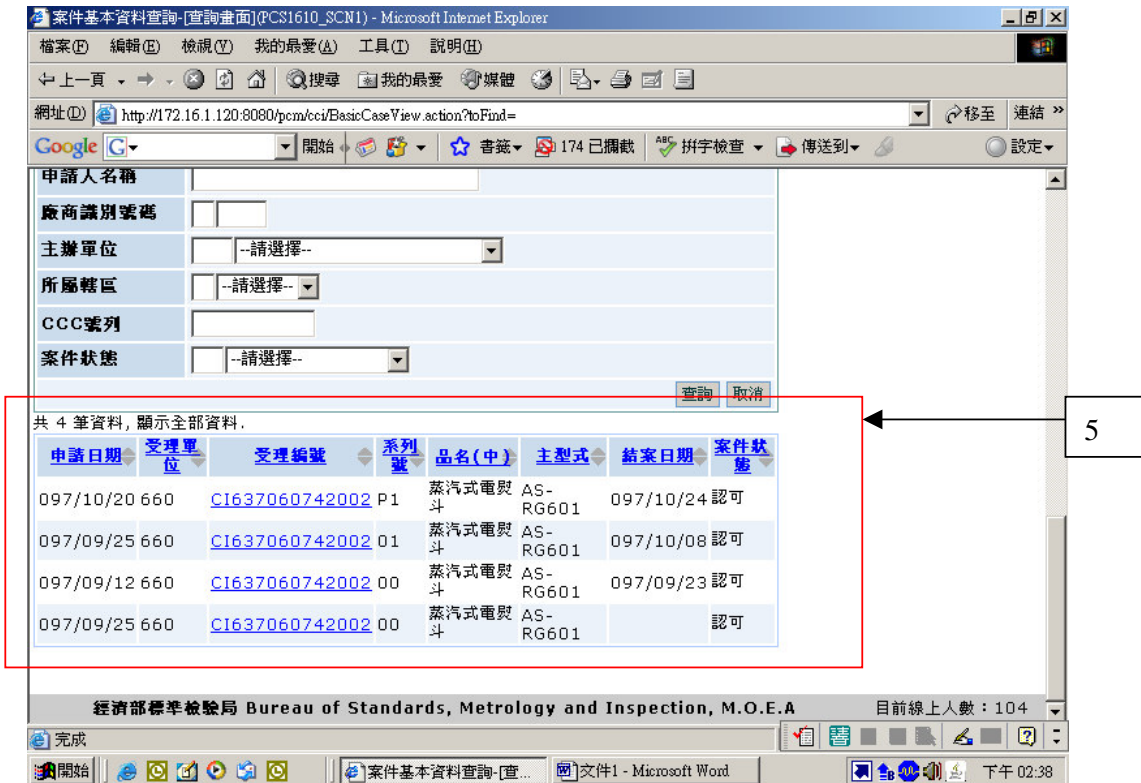 案件基本資料查詢-[查詢畫面](PCS1610_SCN1) - Microsoft Internet Explorer
檔案(F) 編輯(E) 檢視(V) 我的最愛(A) 工具(T) 說明(H)
上一頁 搜尋 我的最愛 媒體
網址(D) http://172.16.1.120:8080/pcm/cci/BasicCaseView.action?toFind= 移至 連結 »
Google G 開始 書籤 174 已攔截 ABC 拼字檢查 傳送到 設定
申請人名稱
廠商識別號碼
主辦單位 --請選擇--
所屬轄區 --請選擇--
CCC號列
案件狀態 --請選擇--
查詢 取消
共 4 筆資料, 顯示全部資料.
5
申請日期 受理單位 受理編號 系列號 品名(中) 主型式 結案日期 案件狀態
097/10/20 660 CI637060742002 P1 蒸汽式電熨斗 AS-RG601 097/10/24 認可
097/09/25 660 CI637060742002 01 蒸汽式電熨斗 AS-RG601 097/10/08 認可
097/09/12 660 CI637060742002 00 蒸汽式電熨斗 AS-RG601 097/09/23 認可
097/09/25 660 CI637060742002 00 蒸汽式電熨斗 AS-RG601 認可
經濟部標準檢驗局 Bureau of Standards, Metrology and Inspection, M.O.E.A 目前線上人數：104
完成
開始 案件基本資料查詢-[查... 文件1 - Microsoft Word 下午 02:38